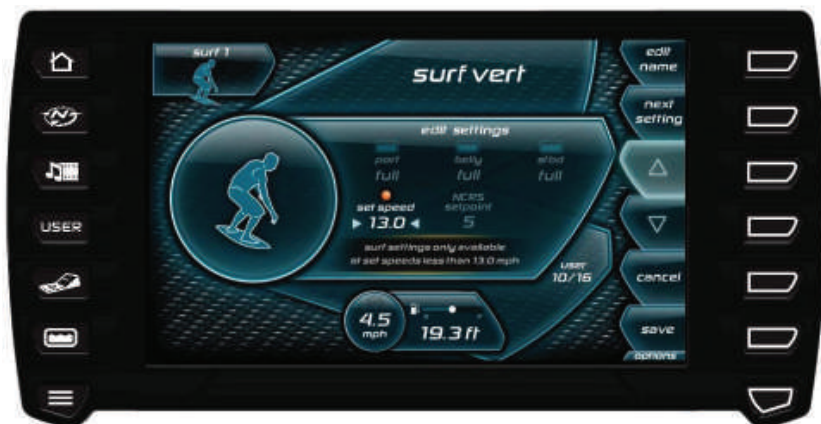 surf 1
surf vert
edit name
next setting
edit settings
port
belly
stbd
full
full
full
set speed
NCRS setpoint
13.0
5
surf settings only available
at set speeds less than 13.0 mph
user
10/16
cancel
save
options
4.5
mph
19.3 ft
USER